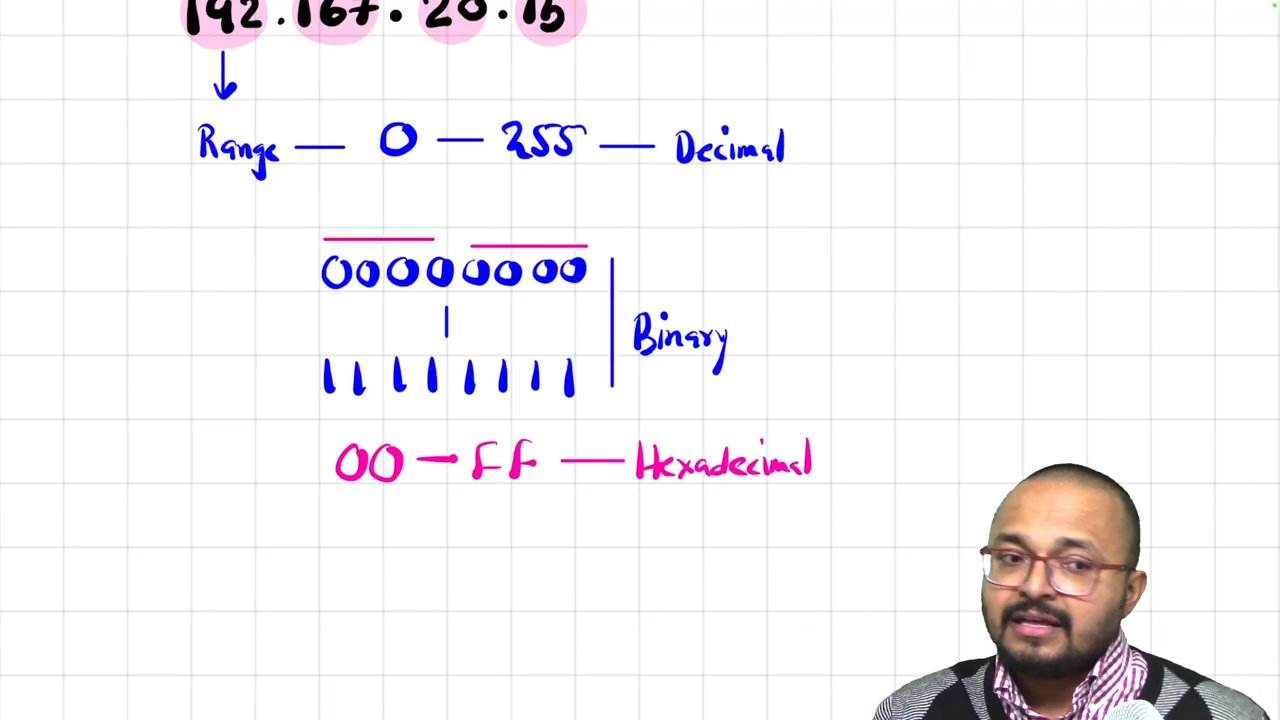 192.167.20.15
Range — 0 — 255 — Decimal
00000000
11111111
Binary
00 — FF — Hexadecimal